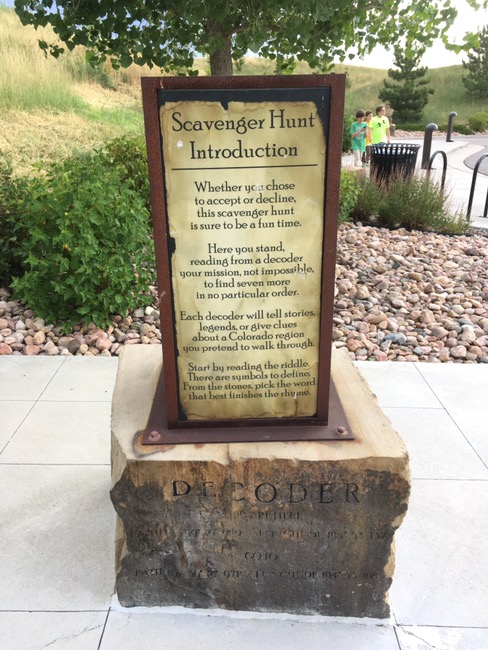 Scavenger Hunt
Introduction
Whether you chose
to accept or decline,
this scavenger hunt
is sure to be a fun time.
Here you stand,
reading from a decoder
your mission, not impossible,
to find seven more
in no particular order.
Each decoder will tell stories,
legends, or give clues
about a Colorado region
you pretend to walk through.
Start by reading the riddle.
There are symbols to define.
From the stones, pick the word
that best finishes the rhyme.
DECODER